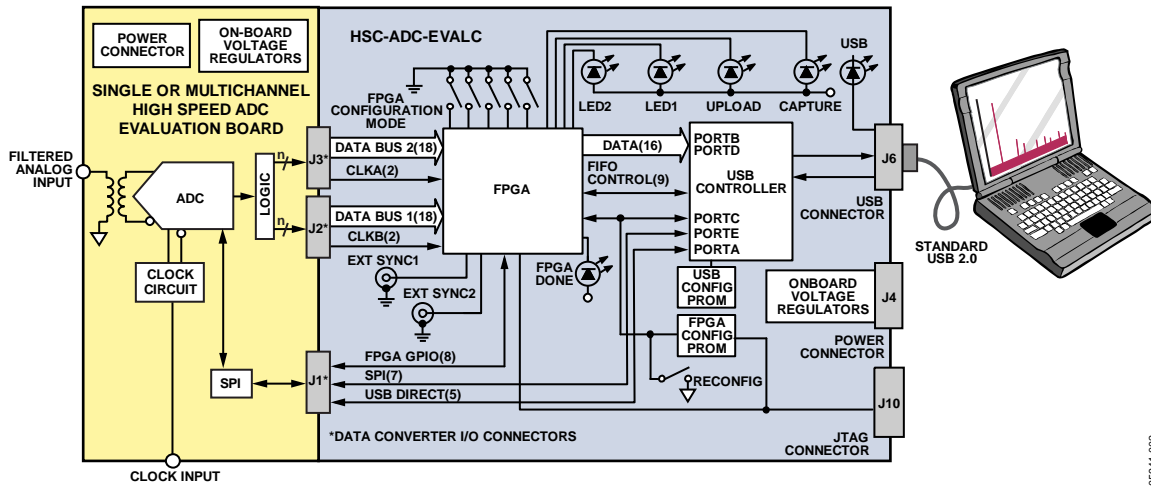 POWER
CONNECTOR
ON-BOARD
VOLTAGE
REGULATORS
SINGLE OR MULTICHANNEL
HIGH SPEED ADC
EVALUATION BOARD
FILTERED
ANALOG
INPUT
ADC
LOGIC
n
n
CLOCK
CIRCUIT
SPI
CLOCK INPUT
HSC-ADC-EVALC
FPGA
CONFIGURATION
MODE
J3*
DATA BUS 2(18)
CLKA(2)
J2*
DATA BUS 1(18)
CLKB(2)
EXT SYNC1
EXT SYNC2
J1*
FPGA GPIO(8)
SPI(7)
USB DIRECT(5)
*DATA CONVERTER I/O CONNECTORS
FPGA
LED2
LED1
UPLOAD
CAPTURE
USB
DATA(16)
FIFO
CONTROL(9)
PORTB
PORTD
USB
CONTROLLER
PORTC
PORTE
PORTA
FPGA
DONE
USB
CONFIG
PROM
FPGA
CONFIG
PROM
RECONFIG
J6
USB
CONNECTOR
STANDARD
USB 2.0
ONBOARD
VOLTAGE
REGULATORS
J4
POWER
CONNECTOR
J10
JTAG
CONNECTOR